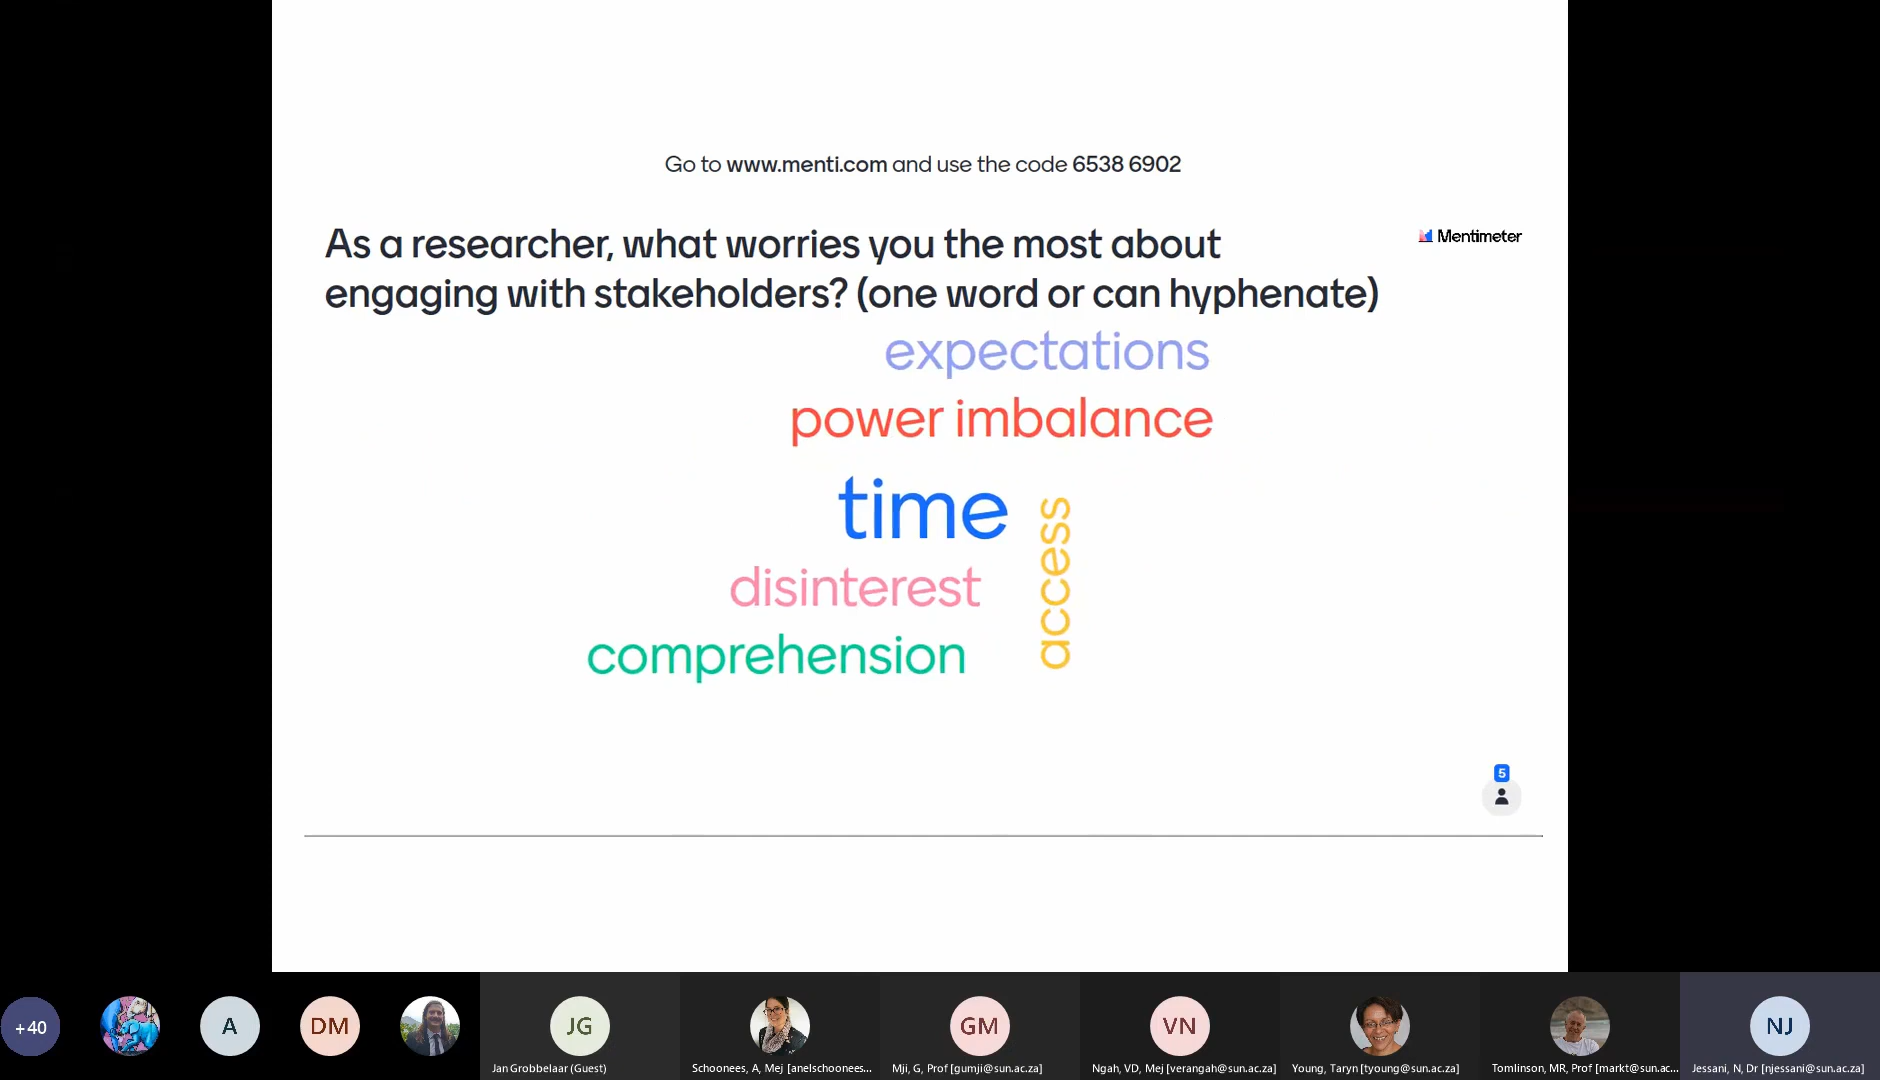 Go to www.menti.com and use the code 6538 6902
As a researcher, what worries you the most about
engaging with stakeholders? (one word or can hyphenate)
Mentimeter
expectations
power imbalance
time
access
disinterest
comprehension
5
+40
A
DM
JG
Jan Grobbelaar (Guest)
Schoonees, A, Mej [anelschoonees...
GM
Mji, G, Prof [gumji@sun.ac.za]
VN
Ngah, VD, Mej [verangah@sun.ac.za]
Young, Taryn [tyoung@sun.ac.za]
Tomlinson, MR, Prof [markt@sun.ac...
NJ
Jessani, N, Dr [njessani@sun.ac.za]